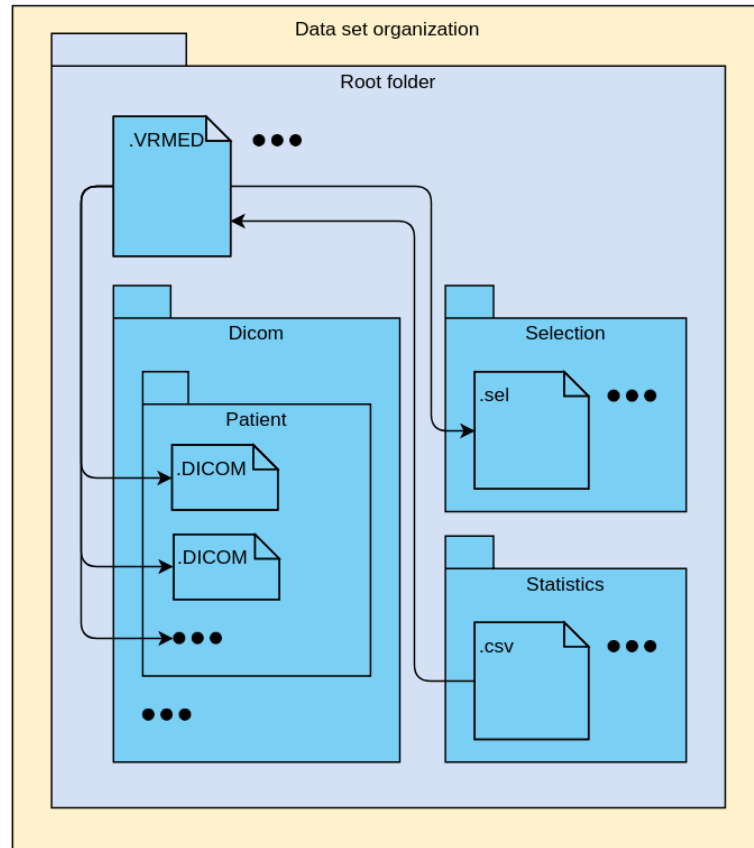 Data set organization
Root folder
.VRMED
Dicom
Patient
.DICOM
.DICOM
Selection
.sel
Statistics
.csv